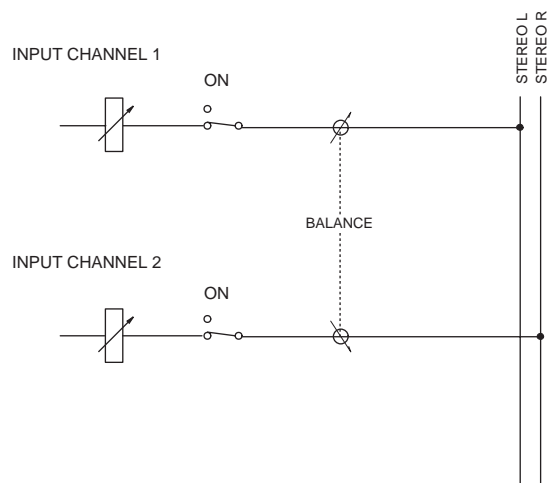 STEREO L
STEREO R
INPUT CHANNEL 1
ON
BALANCE
INPUT CHANNEL 2
ON